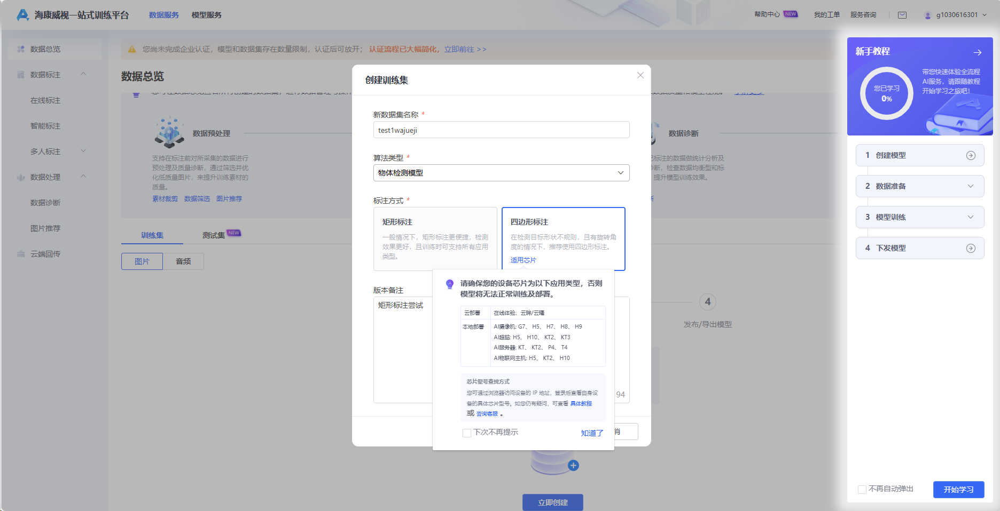 海康威视一站式训练平台
数据服务
模型服务
帮助中心 NEW
我的工单
服务咨询
g1030616301
数据总览
数据标注
在线标注
智能标注
多人标注
数据处理
数据诊断
图片推荐
云端回传
您尚未完成企业认证，模型和数据集存在数量限制，认证后可放开； 认证流程已大幅简化， 立即前往 >>
数据总览
数据预处理
支持在标注前对所采集的数据进行
预处理及质量诊断，通过筛选并优
化低质量图片，来提升训练素材的
质量。
素材裁剪 数据筛选 图片推荐
数据诊断
标注的数据做统计分析及
断，检查数据均衡型和标
提升模型训练效果。
训练集
测试集 NEW
图片
音频
4
发布/导出模型
立即创建
创建训练集
新数据集名称 *
test1wajueji
算法类型 *
物体检测模型
标注方式 *
矩形标注
一般情况下，矩形标注更便捷，检测
效果更好，且训练时可支持所有应用
类型。
四边形标注
在检测目标形状不规则，且有旋转角
度的情况下，推荐使用四边形标注。
适用芯片
版本备注
矩形标注尝试
94
请确保您的设备芯片为以下应用类型，否则
模型将无法正常训练及部署。
云部署 在线体验、云眸/云曜
本地部署 AI摄像机: G7、 H5、 H7、 H8、 H9
AI超脑: H5、 H10、 KT2、 KT3
AI服务器: KT、 KT2、 P4、 T4
AI物联网主机: H5、 KT2、 H10
芯片型号查找方式
您可通过浏览器访问设备的 IP 地址，登录后查看自身设
备的具体芯片型号。如您仍有疑问，可查看 具体教程
或 咨询客服 。
下次不再提示
知道了
消
新手教程
您已学习
0%
带您快速体验全流程
AI服务，请跟随教程
开始学习之旅吧!
1 创建模型
2 数据准备
3 模型训练
4 下发模型
不再自动弹出
开始学习